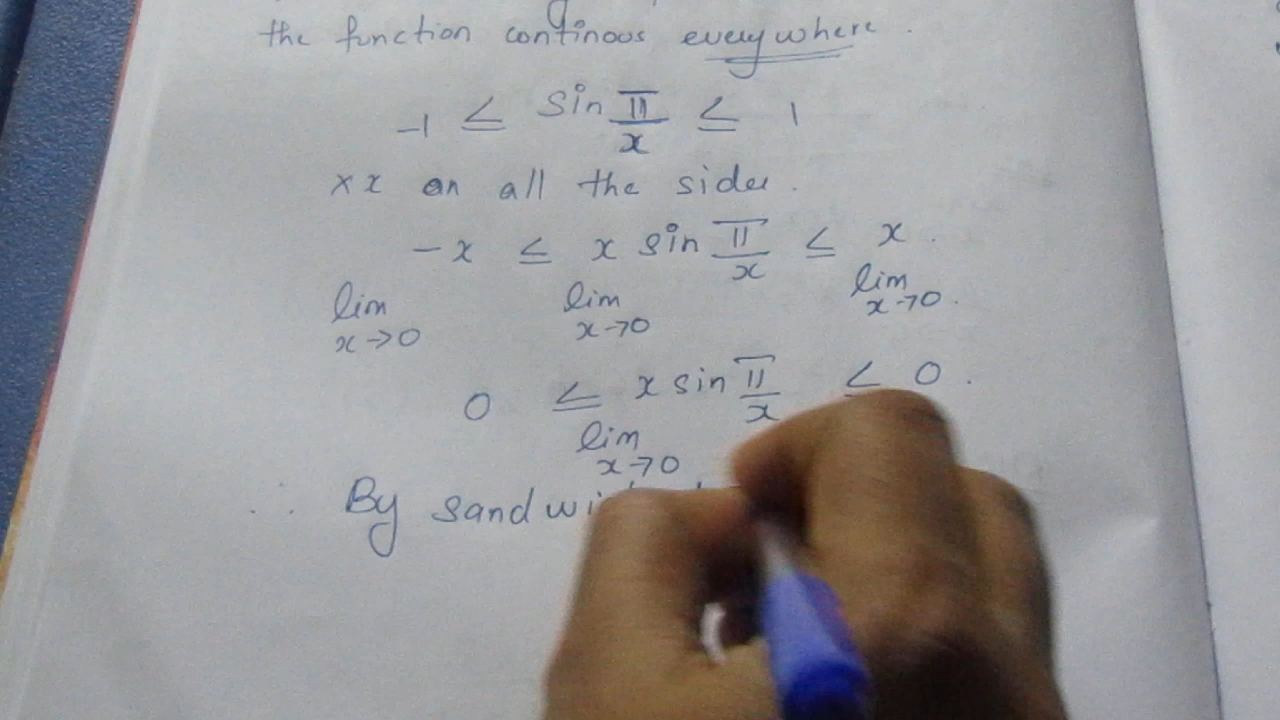 the function continous everywhere.
-1 ≤ sin π/x ≤ 1
×x on all the sides.
-x ≤ x sin π/x ≤ x.
lim x→0 lim x→0 lim x→0.
0 ≤ x sin π/x ≤ 0.
lim x→0
∴ By